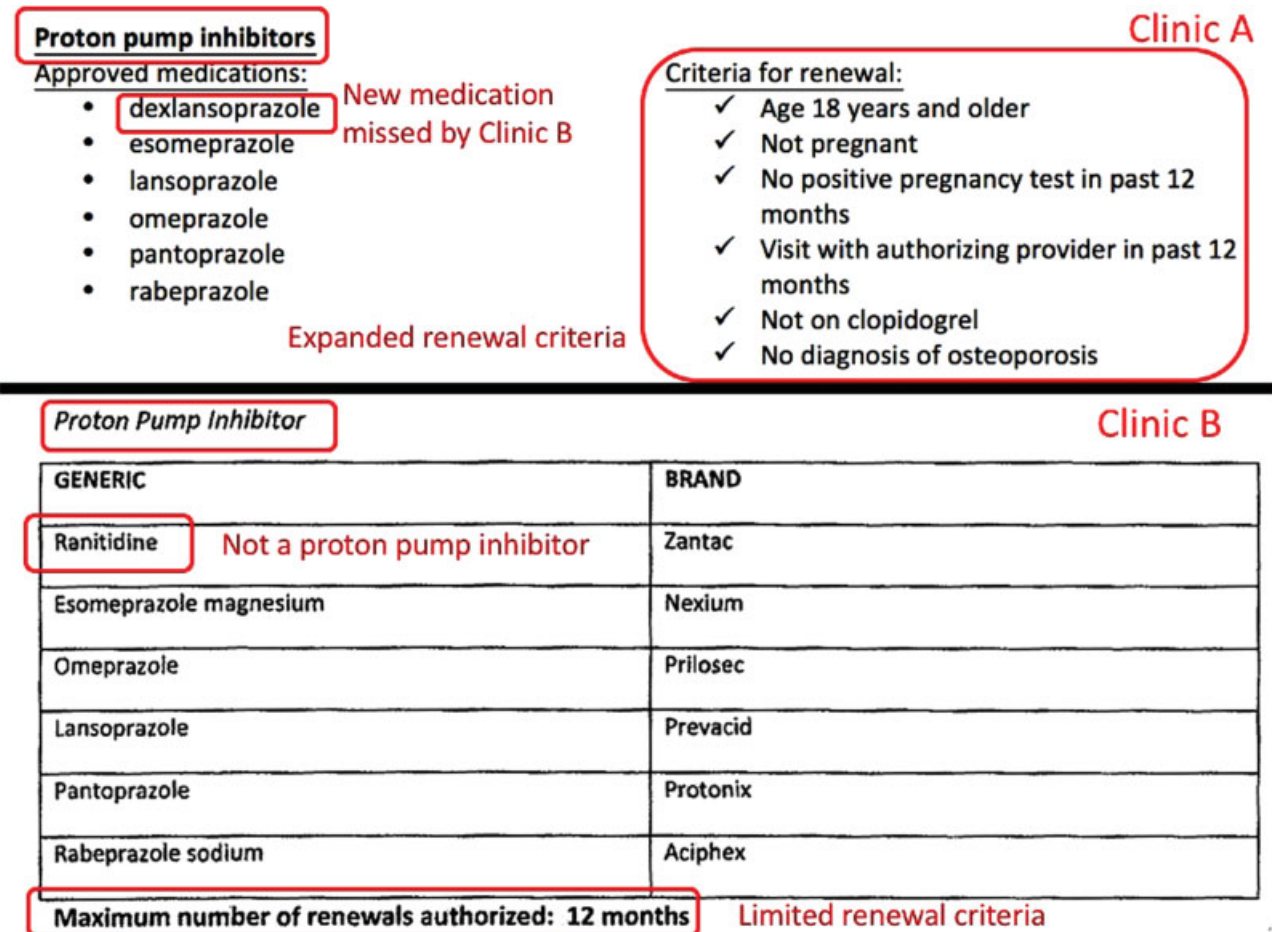 Clinic A
Proton pump inhibitors
Approved medications:
• dexlansoprazole
New medication
missed by Clinic B
• esomeprazole
• lansoprazole
• omeprazole
• pantoprazole
• rabeprazole
Expanded renewal criteria
Criteria for renewal:
✓ Age 18 years and older
✓ Not pregnant
✓ No positive pregnancy test in past 12
months
✓ Visit with authorizing provider in past 12
months
✓ Not on clopidogrel
✓ No diagnosis of osteoporosis
Proton Pump Inhibitor
Clinic B
GENERIC BRAND
Ranitidine Not a proton pump inhibitor Zantac
Esomeprazole magnesium Nexium
Omeprazole Prilosec
Lansoprazole Prevacid
Pantoprazole Protonix
Rabeprazole sodium Aciphex
Maximum number of renewals authorized: 12 months Limited renewal criteria